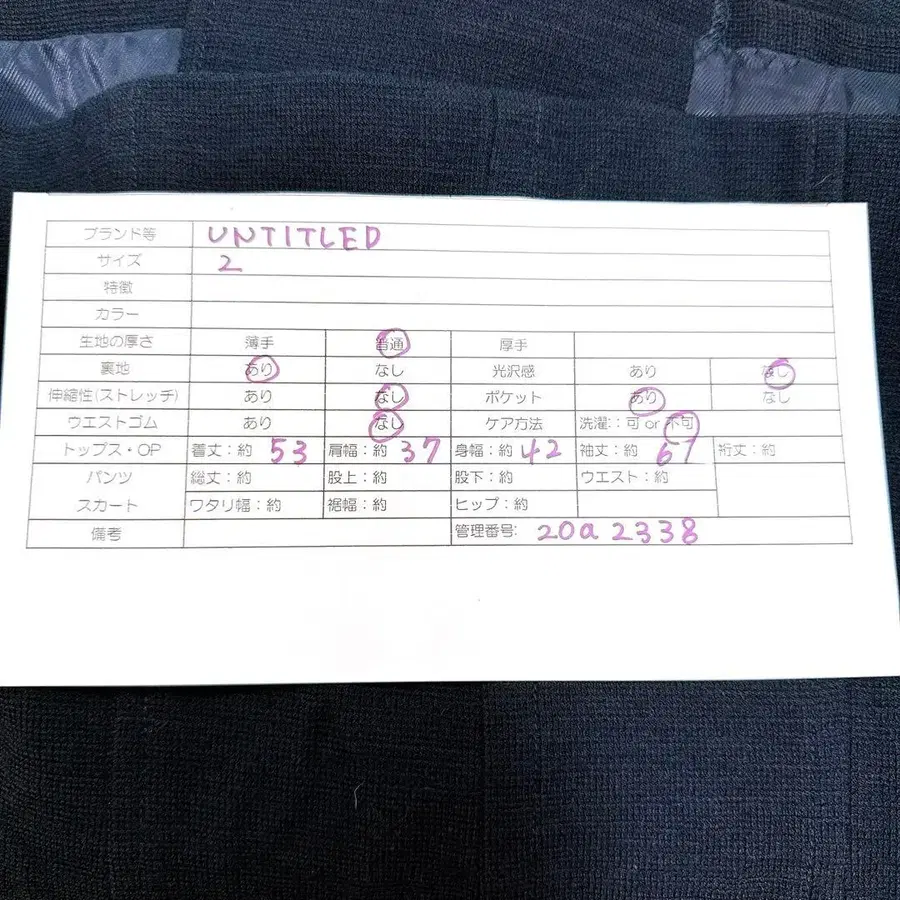 ブランド等 UNTITLED
サイズ 2
特徴
カラー
生地の厚さ 薄手 普通 厚手
裏地 あり なし 光沢感 あり なし
伸縮性(ストレッチ) あり なし ポケット あり なし
ウエストゴム あり なし ケア方法 洗濯:可 or 不可
トップス・OP 着丈:約 53 肩幅:約 37 身幅:約 42 袖丈:約 裄丈:約
パンツ 総丈:約 股上:約 股下:約 ウエスト:約
スカート ワタリ幅:約 裾幅:約 ヒップ:約
備考 管理番号: 20a2338